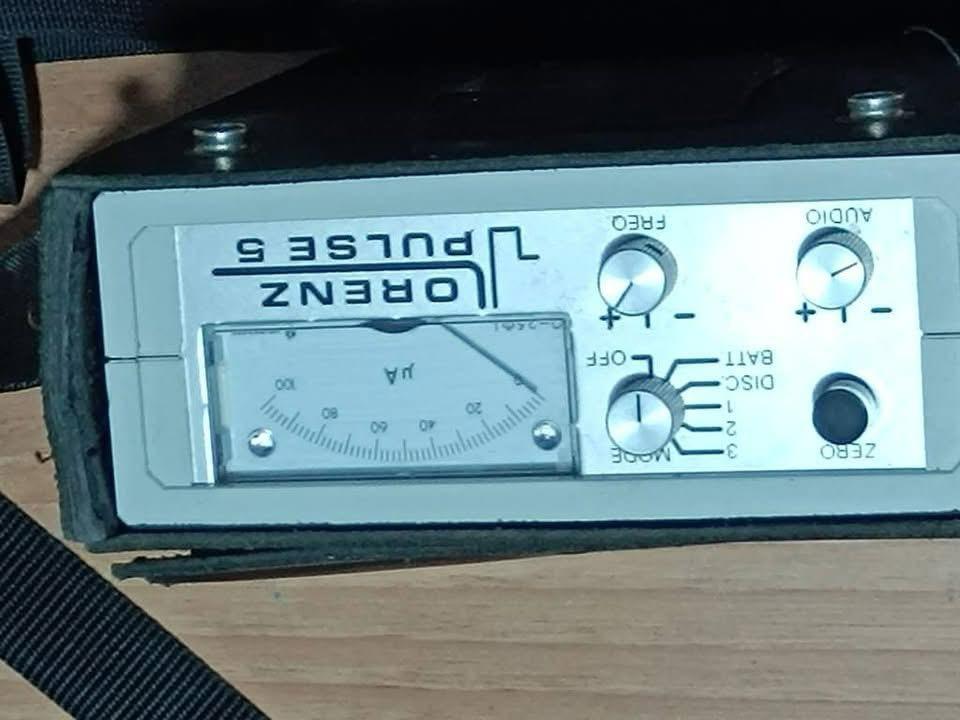 ZERO
MODE
3
2
1
DISC.
BATT
OFF
0 20 40 60 80 100
µA
LORENZ
PULSE 5
− +
AUDIO
− +
FREQ